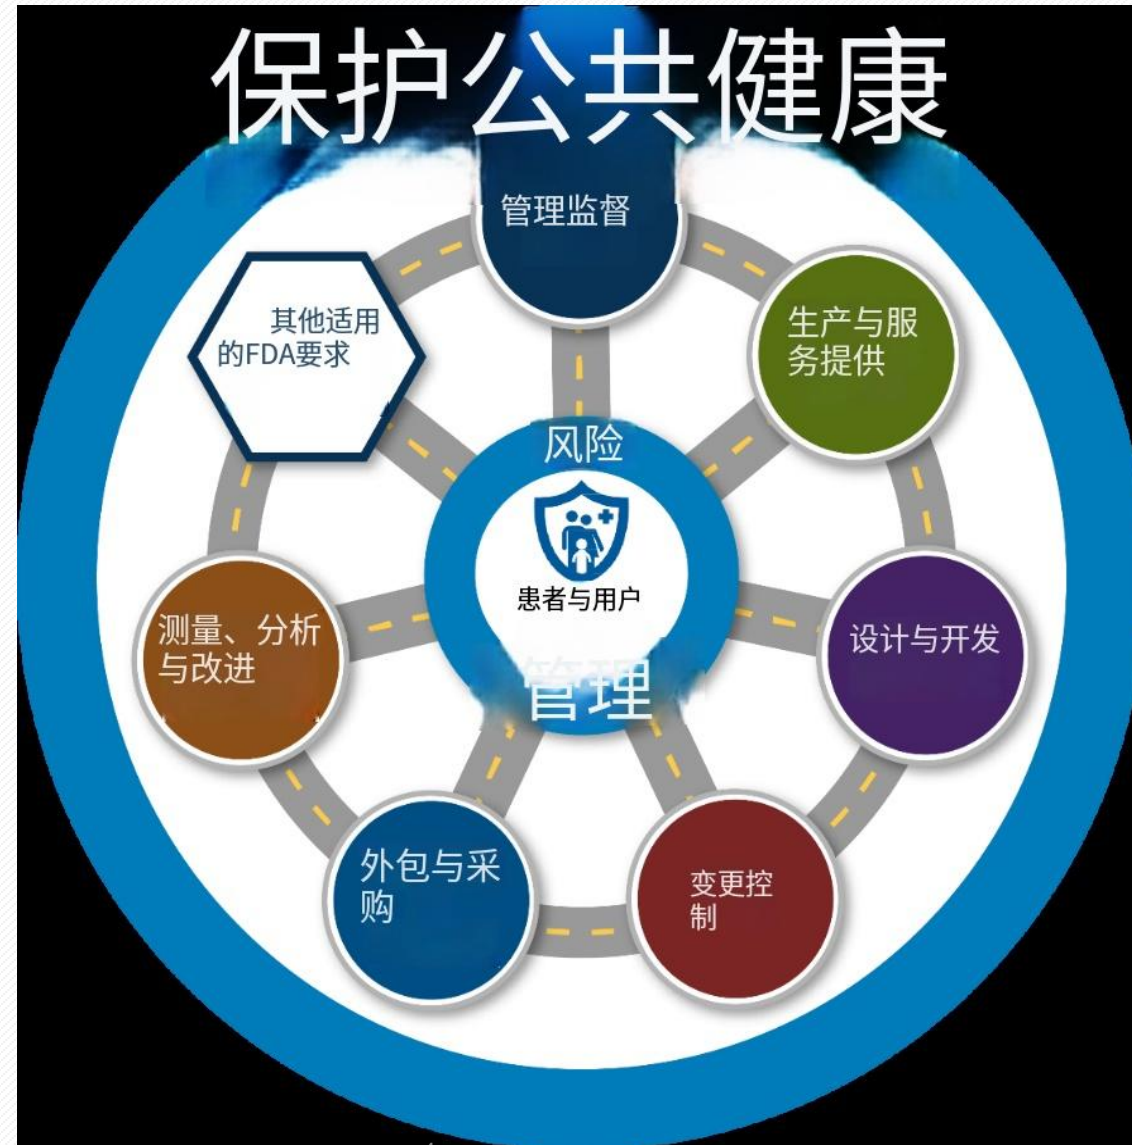 保护公共健康
管理监督
其他适用
的FDA要求
生产与服
务提供
风险
患者与用户
管理
测量、分析
与改进
设计与开发
外包与采
购
变更控
制